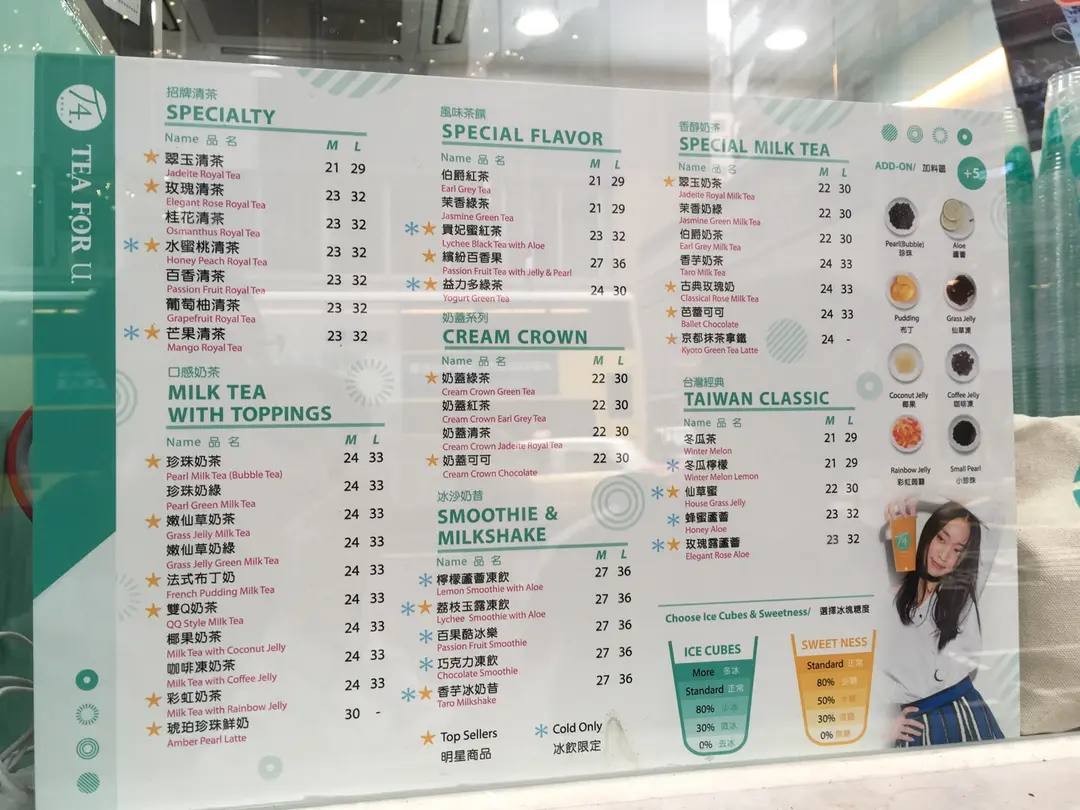 T4
TEA FOR U.
招牌清茶
SPECIALTY
Name 品名 M L
翠玉清茶 21 29
Jadeite Royal Tea
玫瑰清茶 23 32
Elegant Rose Royal Tea
桂花清茶 23 32
Osmanthus Royal Tea
水蜜桃清茶 23 32
Honey Peach Royal Tea
百香清茶 23 32
Passion Fruit Royal Tea
葡萄柚清茶 23 32
Grapefruit Royal Tea
芒果清茶 23 32
Mango Royal Tea
口感奶茶
MILK TEA
WITH TOPPINGS
Name 品名 M L
珍珠奶茶 24 33
Pearl Milk Tea (Bubble Tea)
珍珠奶綠 24 33
Pearl Green Milk Tea
嫩仙草奶茶 24 33
Grass Jelly Milk Tea
嫩仙草奶綠 24 33
Grass Jelly Green Milk Tea
法式布丁奶 24 33
French Pudding Milk Tea
雙Q奶茶 24 33
QQ Style Milk Tea
椰果奶茶 24 33
Milk Tea with Coconut Jelly
咖啡凍奶茶 24 33
Milk Tea with Coffee Jelly
彩虹奶茶 24 33
Milk Tea with Rainbow Jelly
琥珀珍珠鮮奶 30 -
Amber Pearl Latte
風味茶饌
SPECIAL FLAVOR
Name 品名 M L
伯爵紅茶 21 29
Earl Grey Tea
茉香綠茶 21 29
Jasmine Green Tea
貴妃蜜紅茶 23 32
Lychee Black Tea with Aloe
繽紛百香果 27 36
Passion Fruit Tea with Jelly & Pearl
益力多綠茶 24 30
Yogurt Green Tea
奶蓋系列
CREAM CROWN
Name 品名 M L
奶蓋綠茶 22 30
Cream Crown Green Tea
奶蓋紅茶 22 30
Cream Crown Earl Grey Tea
奶蓋清茶 22 30
Cream Crown Jadeite Royal Tea
奶蓋可可 22 30
Cream Crown Chocolate
冰沙奶昔
SMOOTHIE &
MILKSHAKE
Name 品名 M L
檸檬蘆薈凍飲 27 36
Lemon Smoothie with Aloe
荔枝玉露凍飲 27 36
Lychee Smoothie with Aloe
百果酷冰樂 27 36
Passion Fruit Smoothie
巧克力凍飲 27 36
Chocolate Smoothie
香芋冰奶昔 27 36
Taro Milkshake
Top Sellers
明星商品
Cold Only
冰飲限定
香醇奶茶
SPECIAL MILK TEA
Name 品名 M L
翠玉奶茶 22 30
Jadeite Royal Milk Tea
茉香奶綠 22 30
Jasmine Green Milk Tea
伯爵奶茶 22 30
Earl Grey Milk Tea
香芋奶茶 24 33
Taro Milk Tea
古典玫瑰奶 24 33
Classical Rose Milk Tea
芭蕾可可 24 33
Ballet Chocolate
京都抹茶拿鐵 24 -
Kyoto Green Tea Latte
台灣經典
TAIWAN CLASSIC
Name 品名 M L
冬瓜茶 21 29
Winter Melon
冬瓜檸檬 21 29
Winter Melon Lemon
仙草蜜 22 30
House Grass Jelly
蜂蜜蘆薈 23 32
Honey Aloe
玫瑰露蘆薈 23 32
Elegant Rose Aloe
Choose Ice Cubes & Sweetness/ 選擇冰塊糖度
ICE CUBES
More 多冰
Standard 正常
80% 少冰
30% 微冰
0% 去冰
SWEET NESS
Standard 正常
80% 少糖
50% 半糖
30% 微糖
0% 無糖
ADD-ON/ 加料區 +5
Pearl(Bubble)
珍珠
Aloe
蘆薈
Pudding
布丁
Grass Jelly
仙草凍
Coconut Jelly
椰果
Coffee Jelly
咖啡凍
Rainbow Jelly
彩虹蒟蒻
Small Pearl
小珍珠
T4